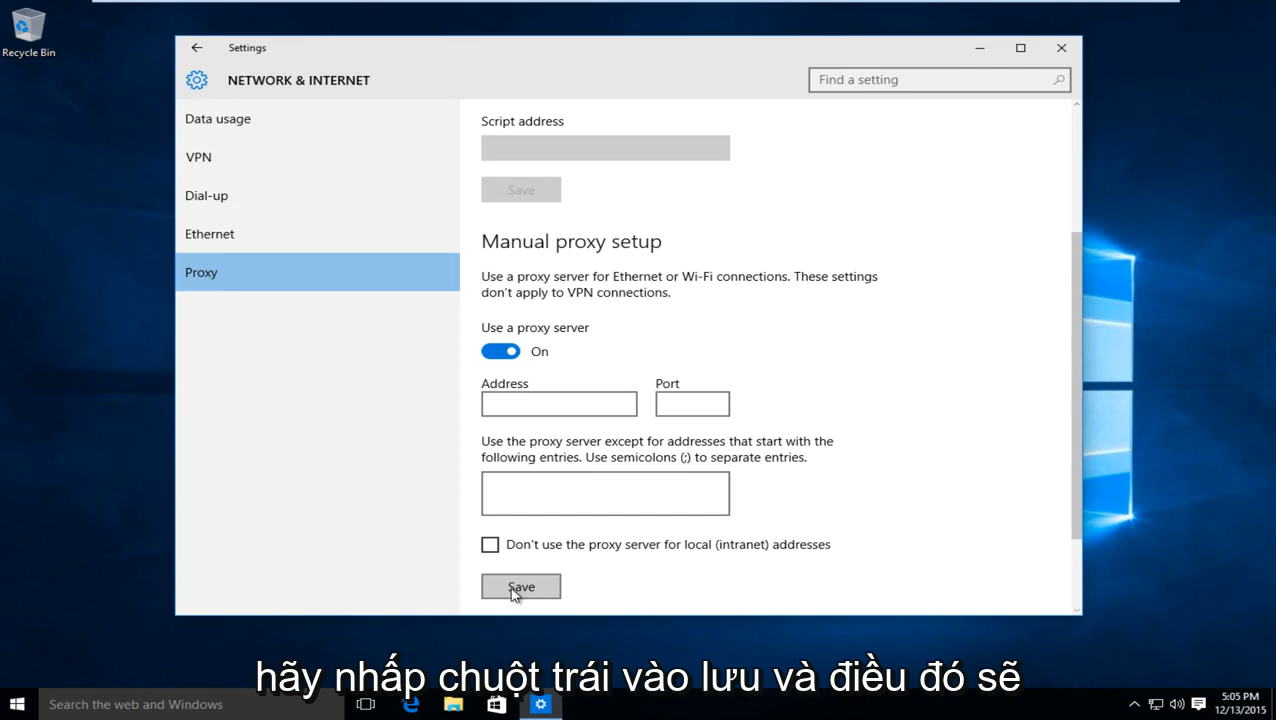 Recycle Bin
Settings
NETWORK & INTERNET
Find a setting
Data usage
VPN
Dial-up
Ethernet
Proxy
Script address
Save
Manual proxy setup
Use a proxy server for Ethernet or Wi-Fi connections. These settings
don't apply to VPN connections.
Use a proxy server
On
Address Port
Use the proxy server except for addresses that start with the
following entries. Use semicolons (;) to separate entries.
Don't use the proxy server for local (intranet) addresses
Save
hãy nhấp chuột trái vào lưu và điều đó sẽ
Search the web and Windows
5:05 PM
12/13/2015